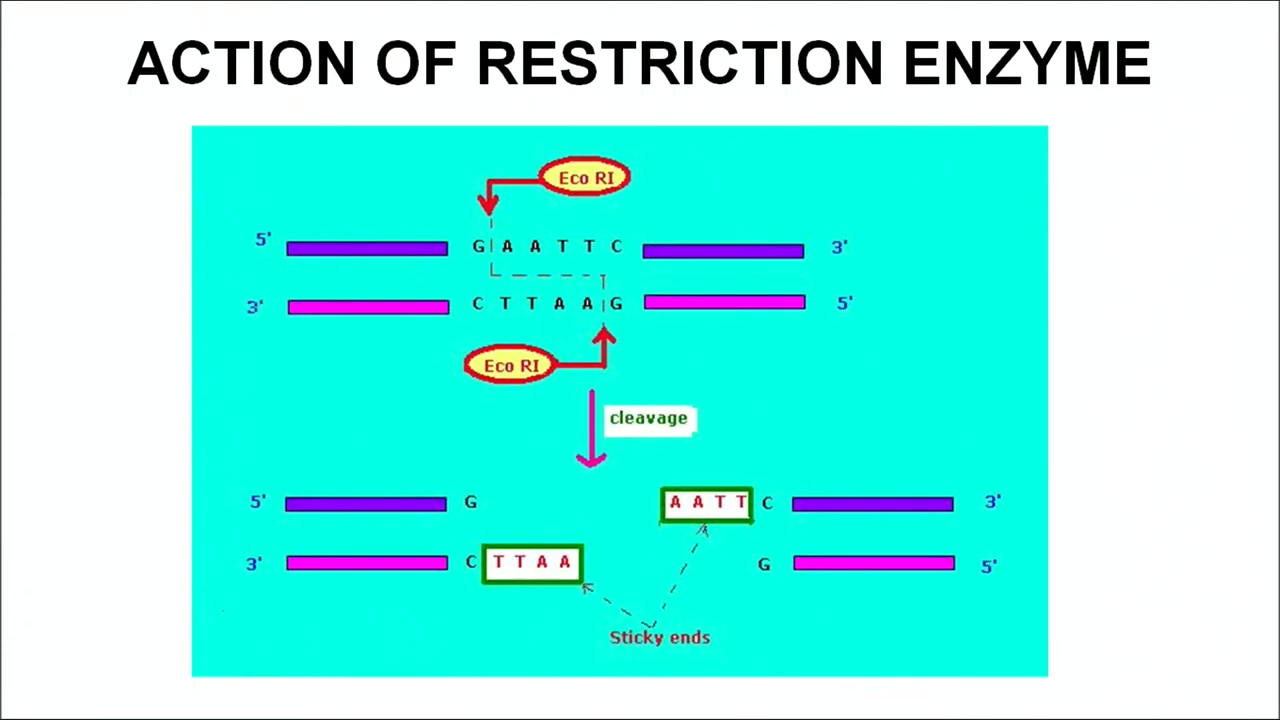 ACTION OF RESTRICTION ENZYME
Eco RI
5' G A A T T C 3'
3' C T T A A G 5'
Eco RI
cleavage
5' G A A T T C 3'
3' C T T A A G 5'
Sticky ends